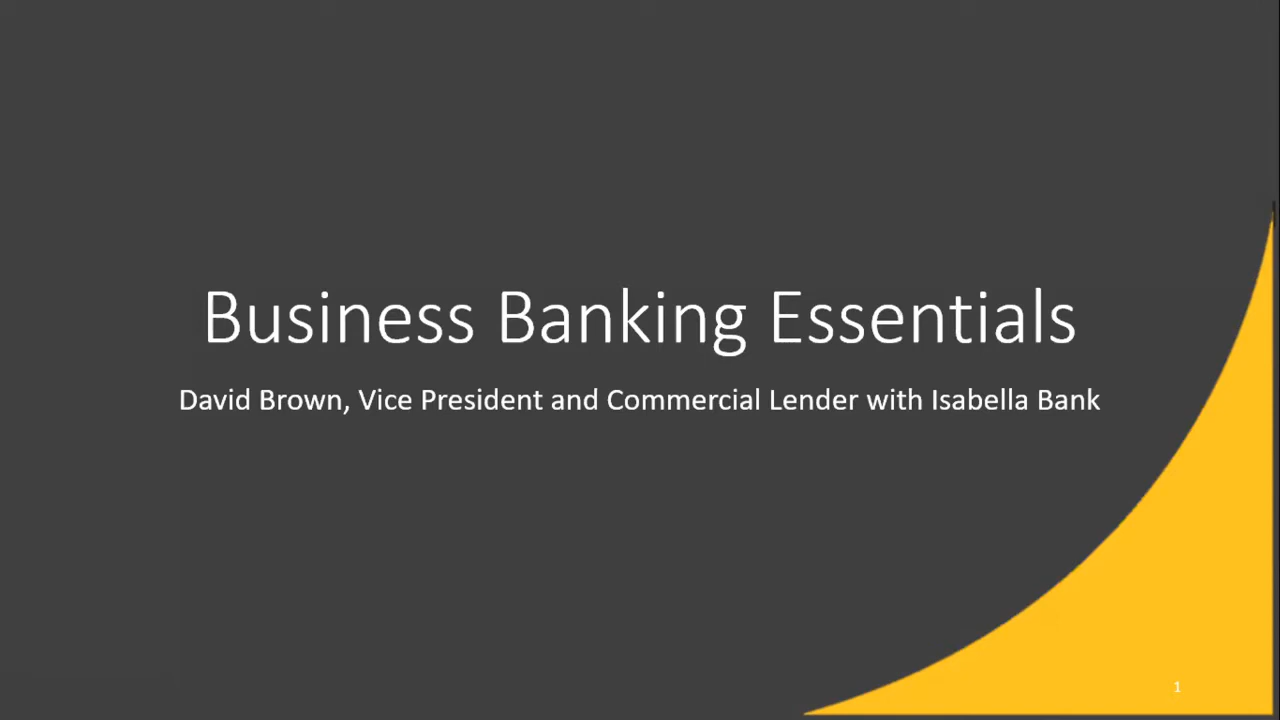 Business Banking Essentials
David Brown, Vice President and Commercial Lender with Isabella Bank
1